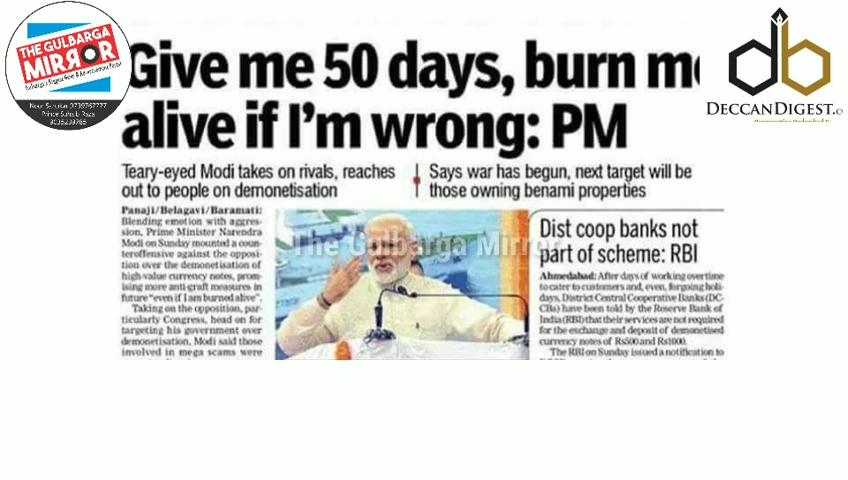 THE GULBARGA
MIRROR
Noor Sarukar 9739767777
Prince Suhab Raza
DECCANDIGEST.c
Give me 50 days, burn m
alive if I'm wrong: PM
Teary-eyed Modi takes on rivals, reaches
out to people on demonetisation
Says war has begun, next target will be
those owning benami properties
Panaji/Belagavi/Baramati:
Blending emotion with aggres-
sion, Prime Minister Narendra
Modi on Sunday mounted a coun-
teroffensive against the opposi-
tion over the demonetisation of
high-value currency notes, prom-
ising more anti-graft measures in
future "even if I am burned alive".
Taking on the opposition, par-
ticularly Congress, head on for
targeting his government over
demonetisation, Modi said those
involved in mega scams were
The Gulbarga Mirror
Dist coop banks not
part of scheme: RBI
Ahmedabad: After days of working overtime
to cater to customers and, even, forgoing holi-
days, District Central Cooperative Banks (DC-
CBs) have been told by the Reserve Bank of
India (RBI) that their services are not required
for the exchange and deposit of demonetised
currency notes of Rs500 and Rs1000.
The RBI on Sunday issued a notification to